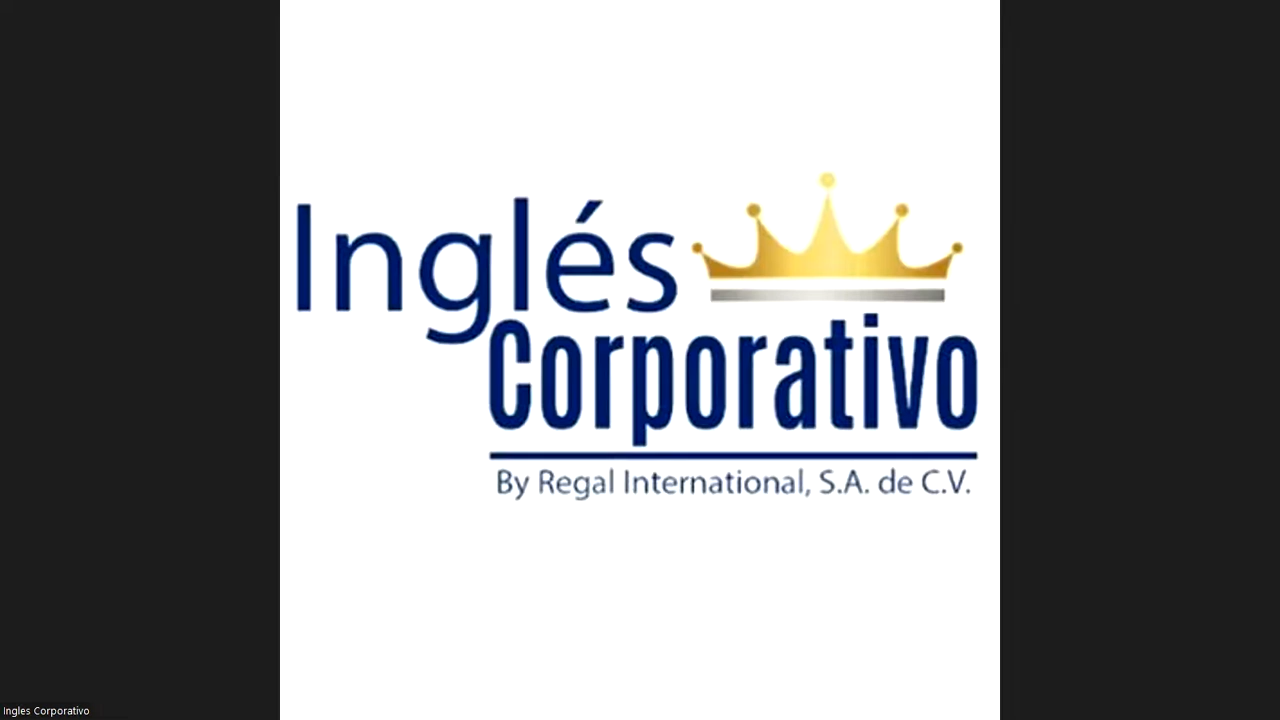 Inglés
Corporativo
By Regal International, S.A. de C.V.
Ingles Corporativo